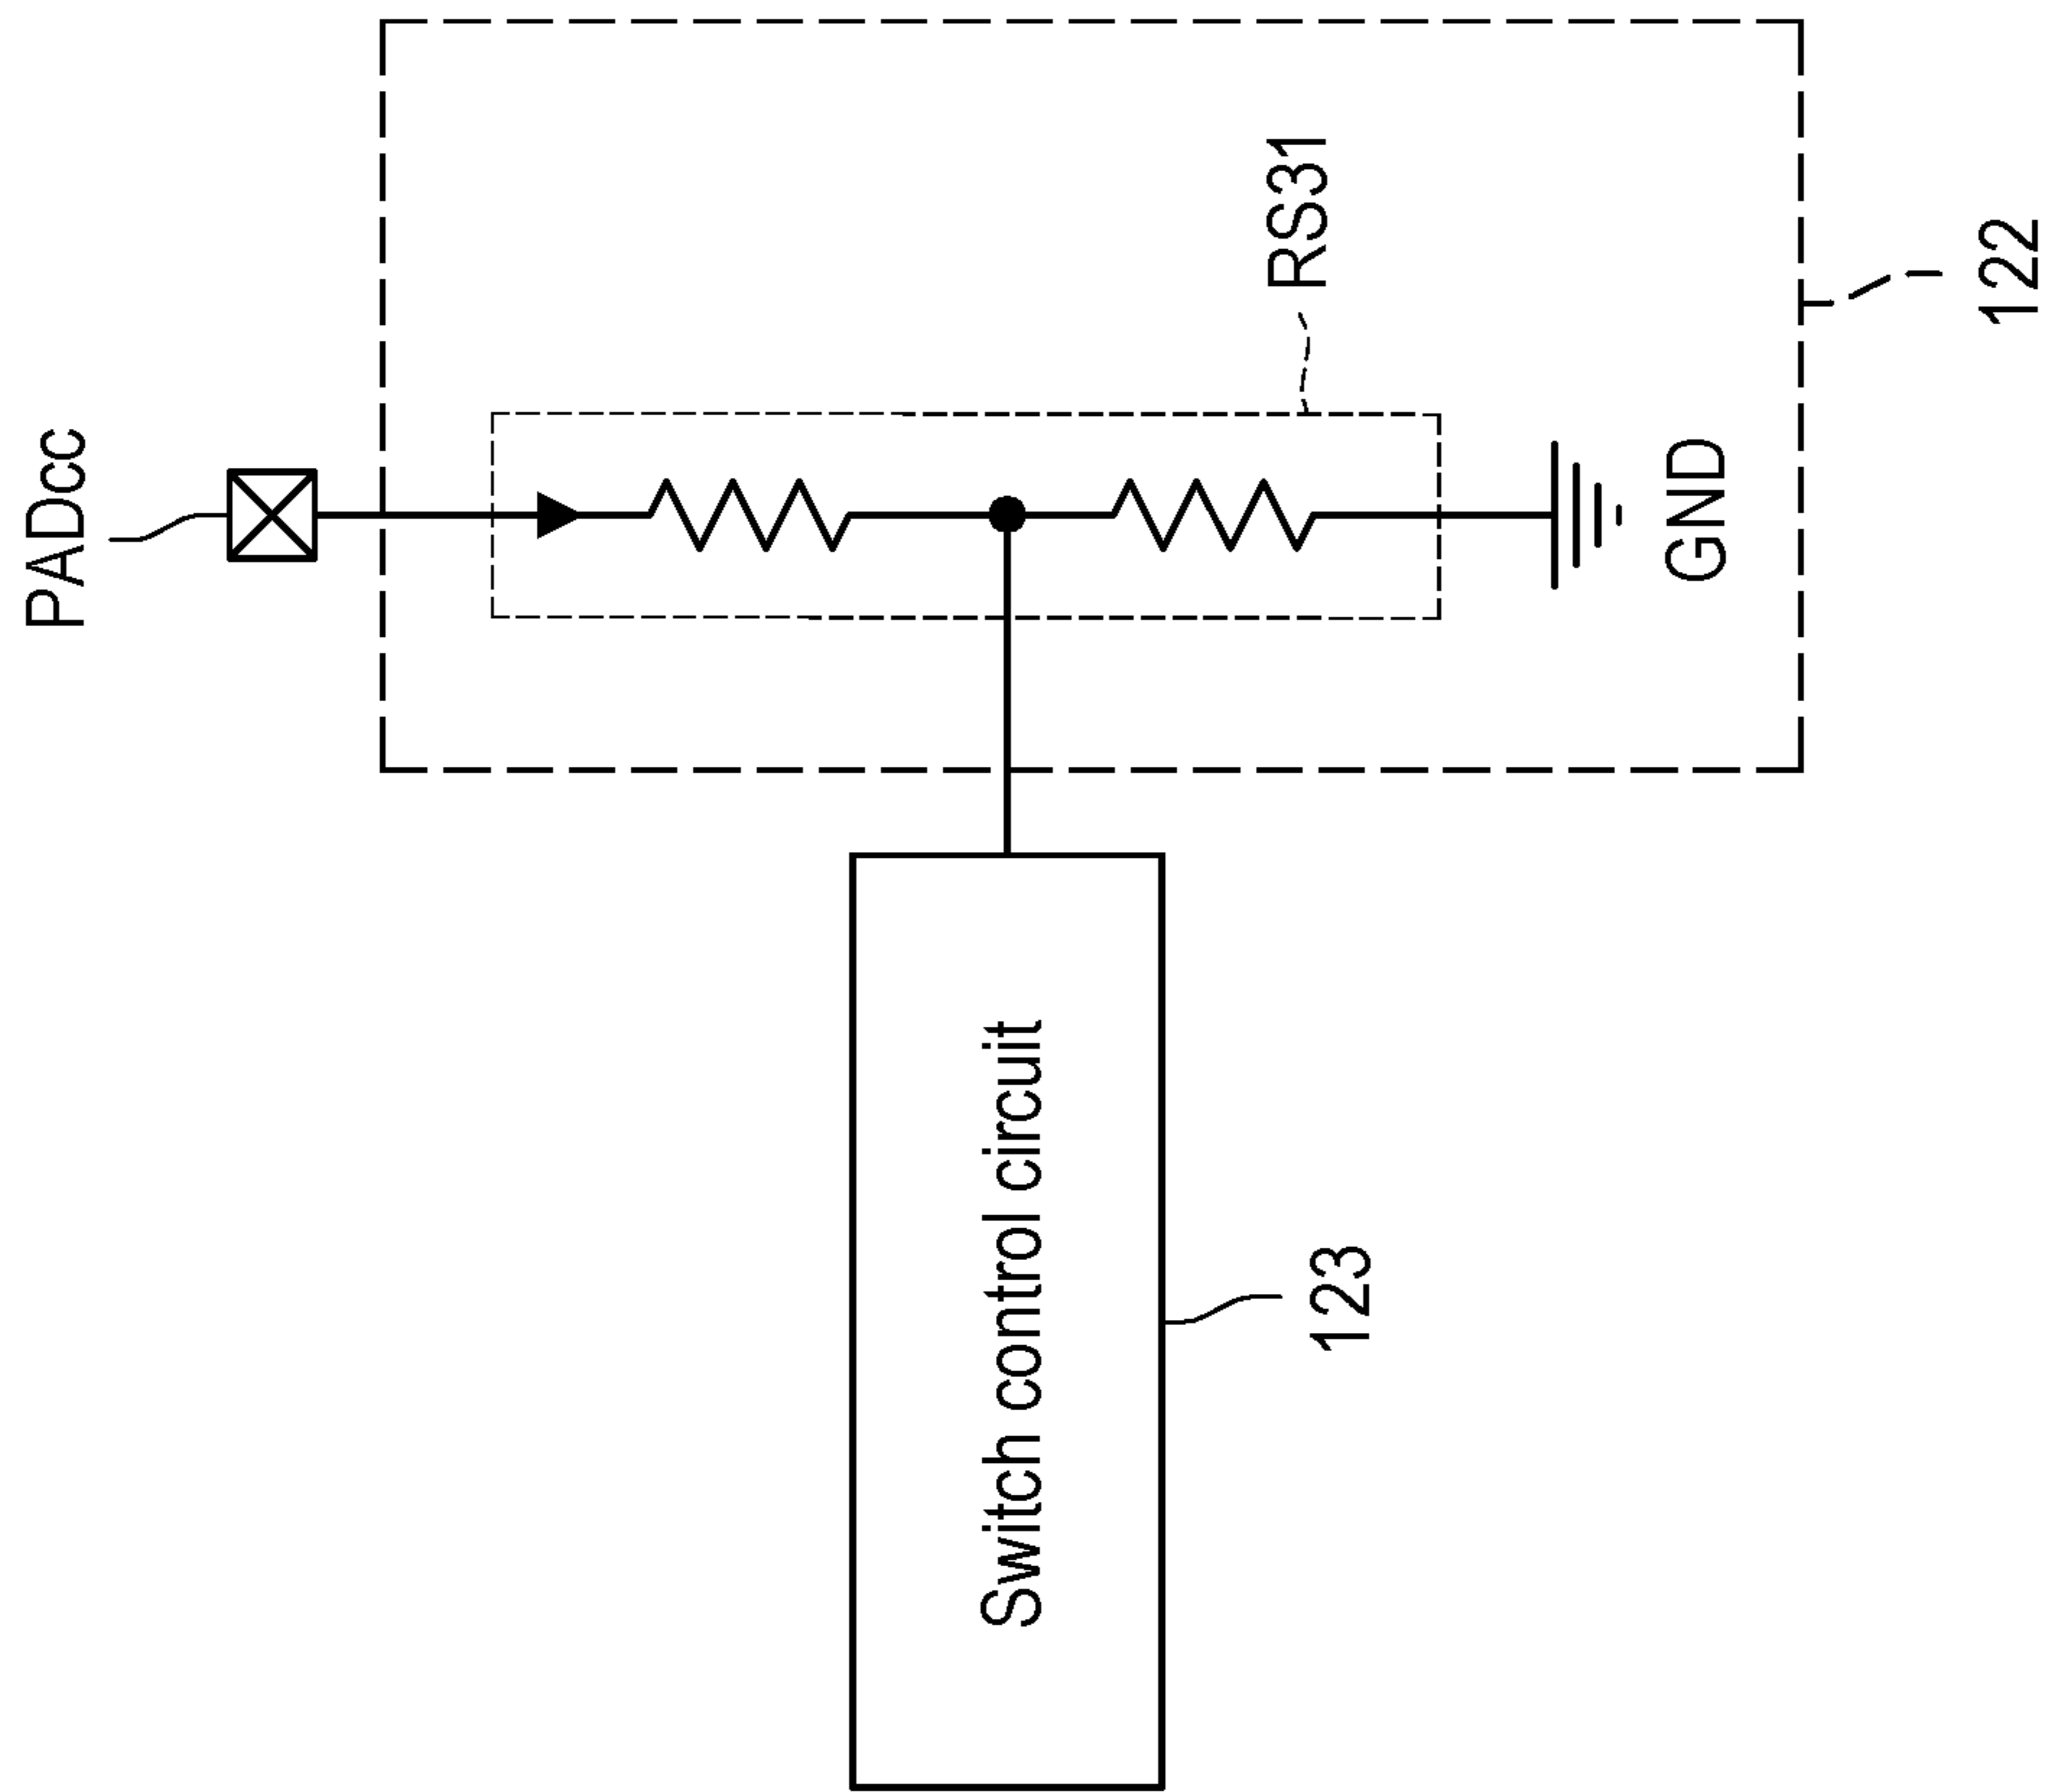 PADcc
RS31
122
GND
Switch control circuit
123